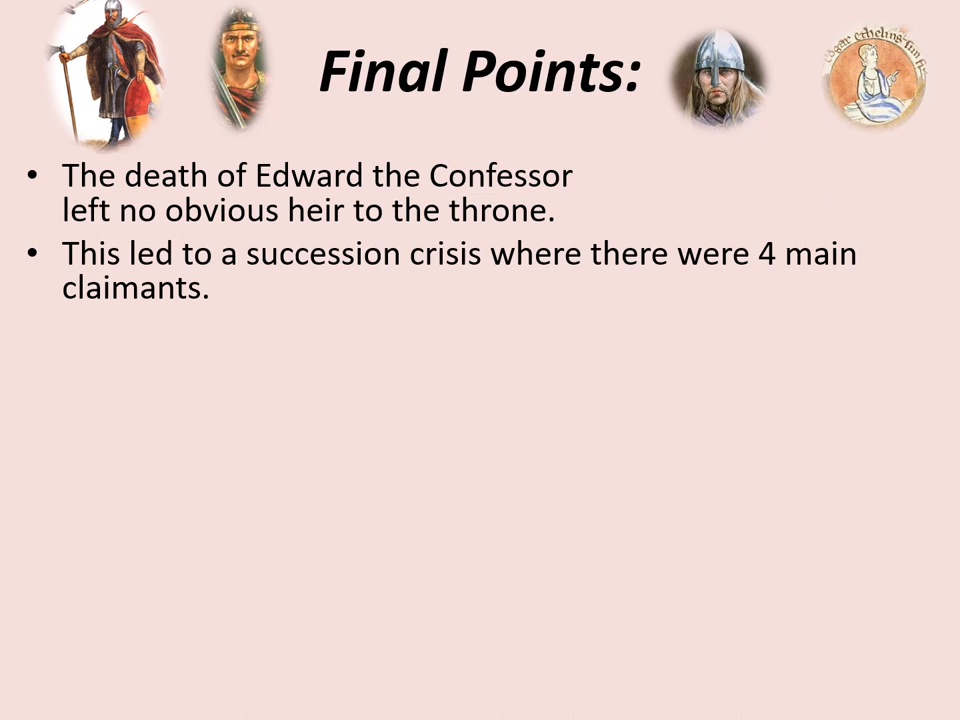 Final Points:
• The death of Edward the Confessor
left no obvious heir to the throne.
• This led to a succession crisis where there were 4 main
claimants.